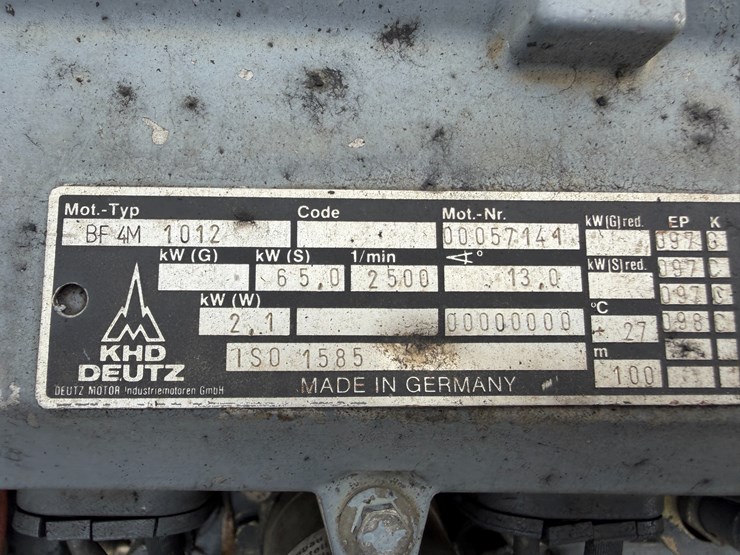 Mot.-Typ Code Mot.-Nr. kW(G)red. EP K
BF 4M 1012 00057141 097
kW (G) kW (S) 1/min ∢° kW(S)red. 097
65,0 2500 13,0 097
kW (W) °C
2,1 00000000 + 27 098
ISO 1585 m
KHD 100
DEUTZ MADE IN GERMANY
DEUTZ MOTOR Industriemotoren GmbH